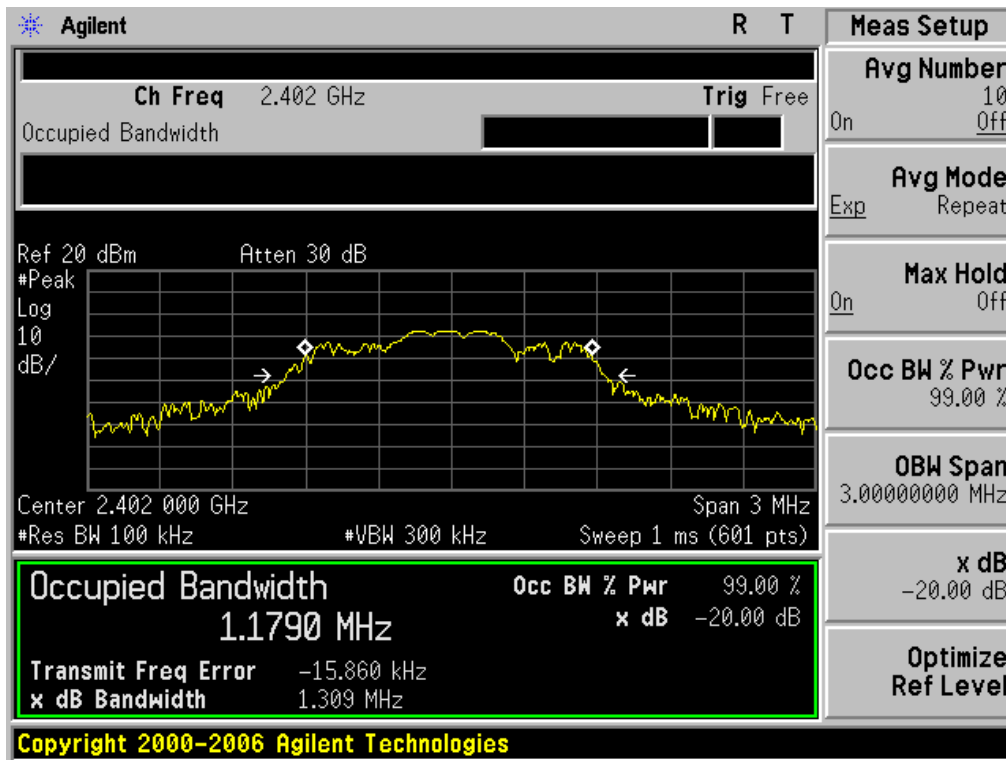 Agilent R T
Ch Freq 2.402 GHz Trig Free
Occupied Bandwidth
Ref 20 dBm Atten 30 dB
#Peak
Log
10
dB/
Center 2.402 000 GHz Span 3 MHz
#Res BW 100 kHz #VBW 300 kHz Sweep 1 ms (601 pts)
Occupied Bandwidth Occ BW % Pwr 99.00 %
1.1790 MHz x dB -20.00 dB
Transmit Freq Error -15.860 kHz
x dB Bandwidth 1.309 MHz
Copyright 2000-2006 Agilent Technologies
Meas Setup
Avg Number
10
On Off
Avg Mode
Exp Repeat
Max Hold
On Off
Occ BW % Pwr
99.00 %
OBW Span
3.00000000 MHz
x dB
-20.00 dB
Optimize
Ref Level